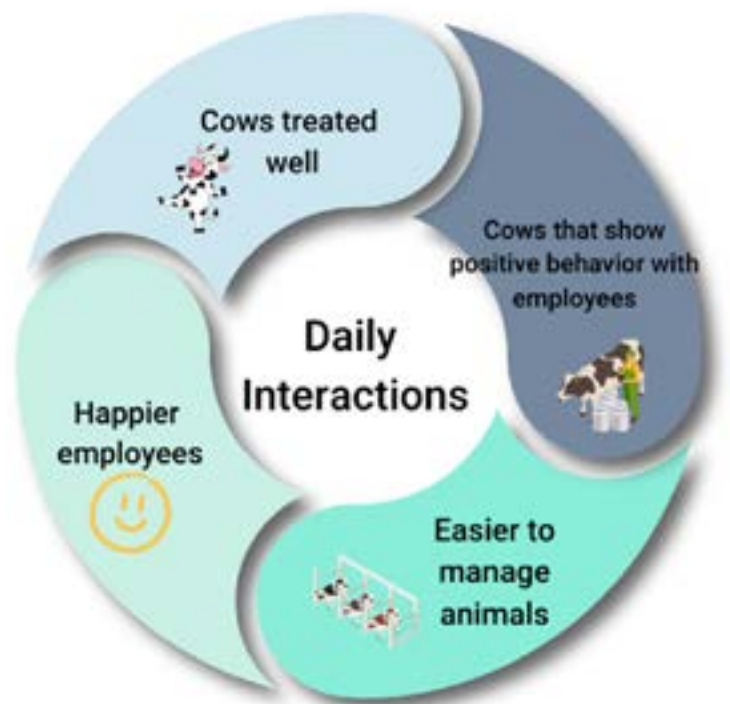 Cows treated
well
Cows that show
positive behavior with
employees
Daily
Interactions
Easier to
manage
animals
Happier
employees